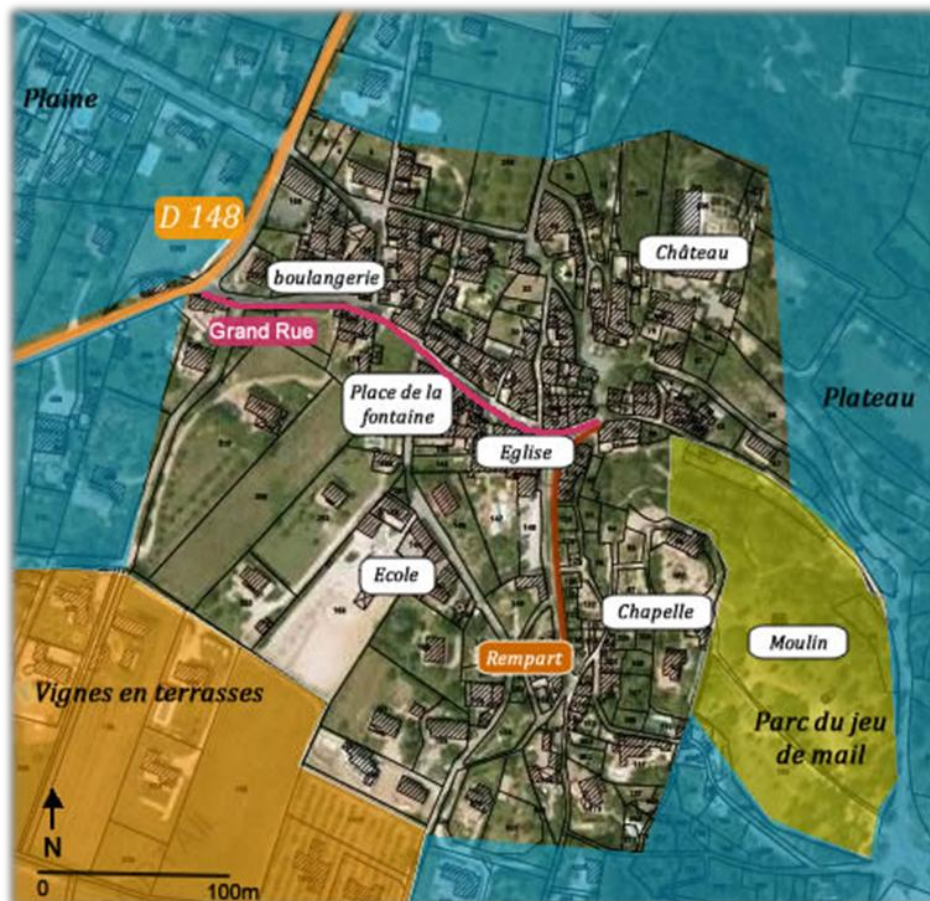 Plaine
D 148
Château
boulangerie
Grand Rue
Place de la
fontaine
Plateau
Eglise
Ecole
Chapelle
Moulin
Rempart
Vignes en terrasses
Parc du jeu
de mail
N
0
100m